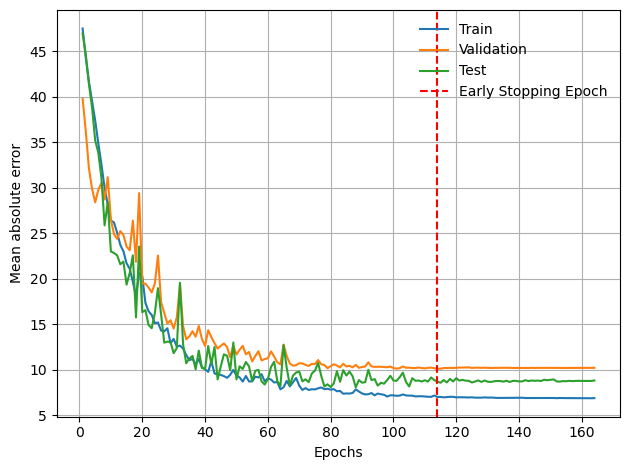 Train
Validation
Test
Early Stopping Epoch
45
40
35
30
25
20
15
10
5
Mean absolute error
0 20 40 60 80 100 120 140 160
Epochs